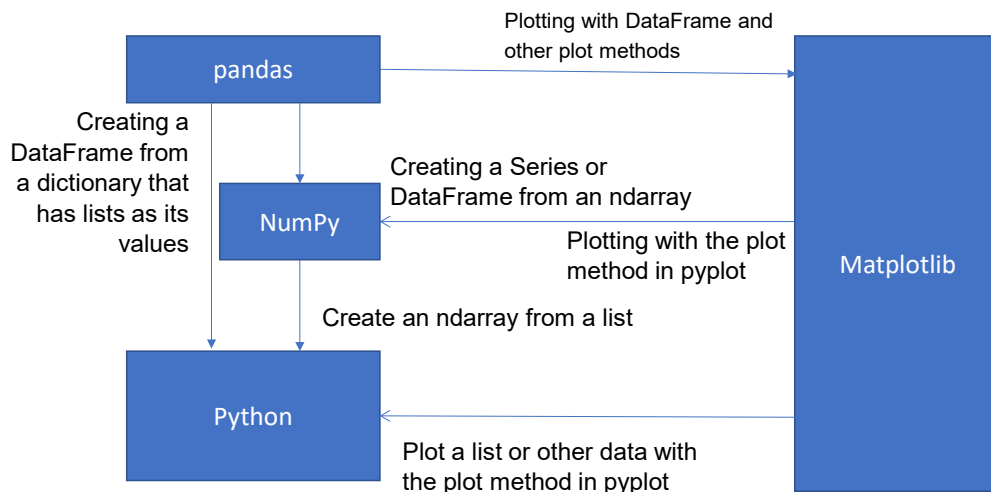 Plotting with DataFrame and
other plot methods
pandas
Creating a
DataFrame from
a dictionary that
has lists as its
values
Creating a Series or
DataFrame from an ndarray
NumPy
Plotting with the plot
method in pyplot
Matplotlib
Create an ndarray from a list
Python
Plot a list or other data with
the plot method in pyplot